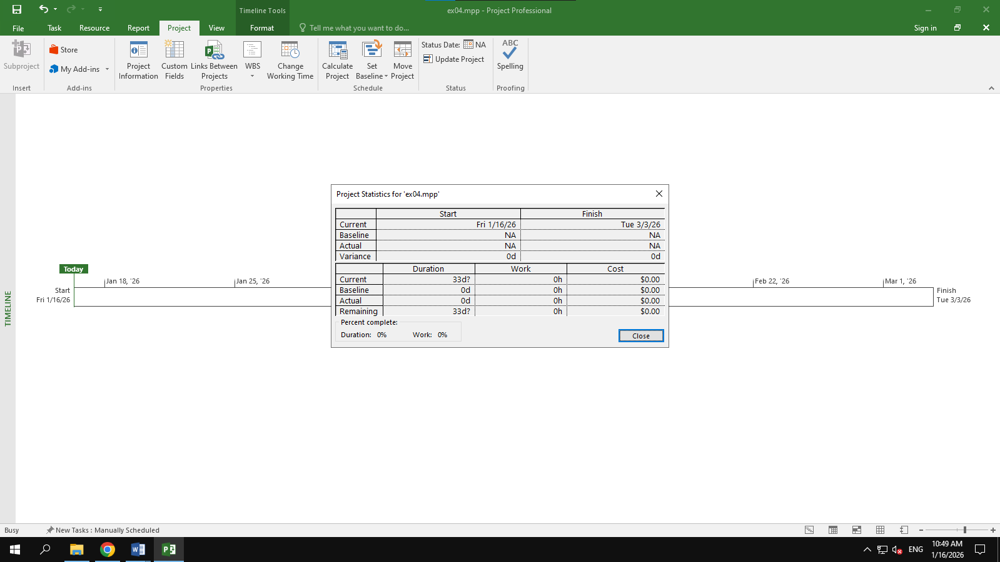 Timeline Tools
ex04.mpp - Project Professional
File Task Resource Report Project View Format Tell me what you want to do... Sign in
Subproject
Insert
Store
My Add-ins
Add-ins
Project Information
Custom Fields
Links Between Projects
WBS
Change Working Time
Properties
Calculate Project
Set Baseline
Move Project
Schedule
Status Date: NA
Update Project
Status
ABC
Spelling
Proofing
TIMELINE
Today
Start
Fri 1/16/26
Jan 18, '26
Jan 25, '26
Feb 22, '26
Mar 1, '26
Finish
Tue 3/3/26
Project Statistics for 'ex04.mpp'
Start Finish
Current Fri 1/16/26 Tue 3/3/26
Baseline NA NA
Actual NA NA
Variance 0d 0d
Duration Work Cost
Current 33d? 0h $0.00
Baseline 0d 0h $0.00
Actual 0d 0h $0.00
Remaining 33d? 0h $0.00
Percent complete:
Duration: 0% Work: 0%
Close
Busy New Tasks : Manually Scheduled
ENG
10:49 AM
1/16/2026